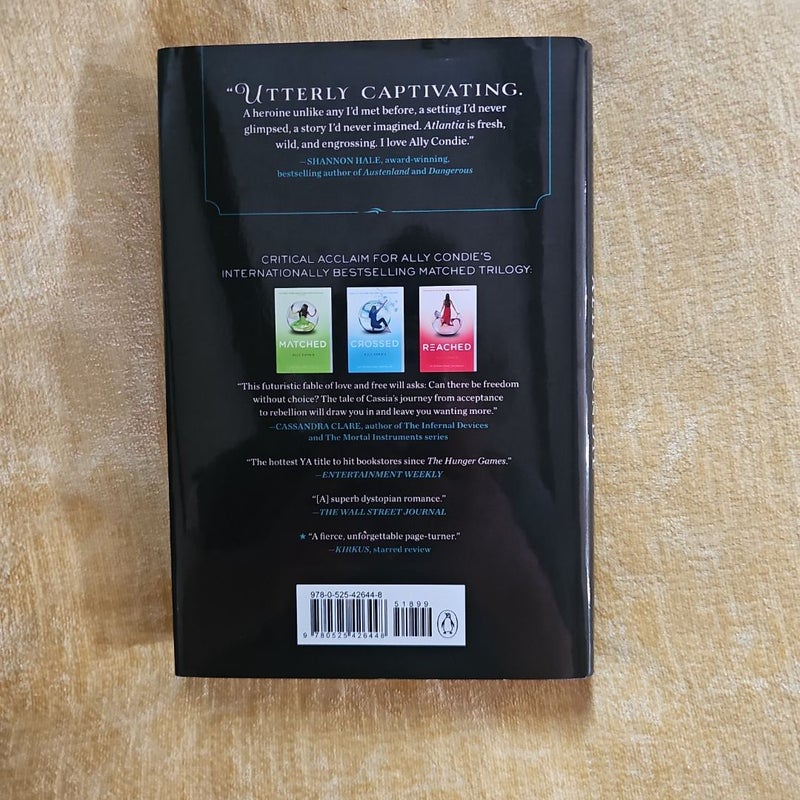 “UTTERLY CAPTIVATING.
A heroine unlike any I’d met before, a setting I’d never
glimpsed, a story I’d never imagined. Atlantia is fresh,
wild, and engrossing. I love Ally Condie.”
—SHANNON HALE, award-winning,
bestselling author of Austenland and Dangerous
CRITICAL ACCLAIM FOR ALLY CONDIE’S
INTERNATIONALLY BESTSELLING MATCHED TRILOGY:
MATCHED
CROSSED
REACHED
“This futuristic fable of love and free will asks: Can there be freedom
without choice? The tale of Cassia’s journey from acceptance
to rebellion will draw you in and leave you wanting more.”
—CASSANDRA CLARE, author of The Infernal Devices
and The Mortal Instruments series
“The hottest YA title to hit bookstores since The Hunger Games.”
—ENTERTAINMENT WEEKLY
“[A] superb dystopian romance.”
—THE WALL STREET JOURNAL
★ “A fierce, unforgettable page-turner.”
—KIRKUS, starred review
978-0-525-42644-8
51899
9 780525 426448